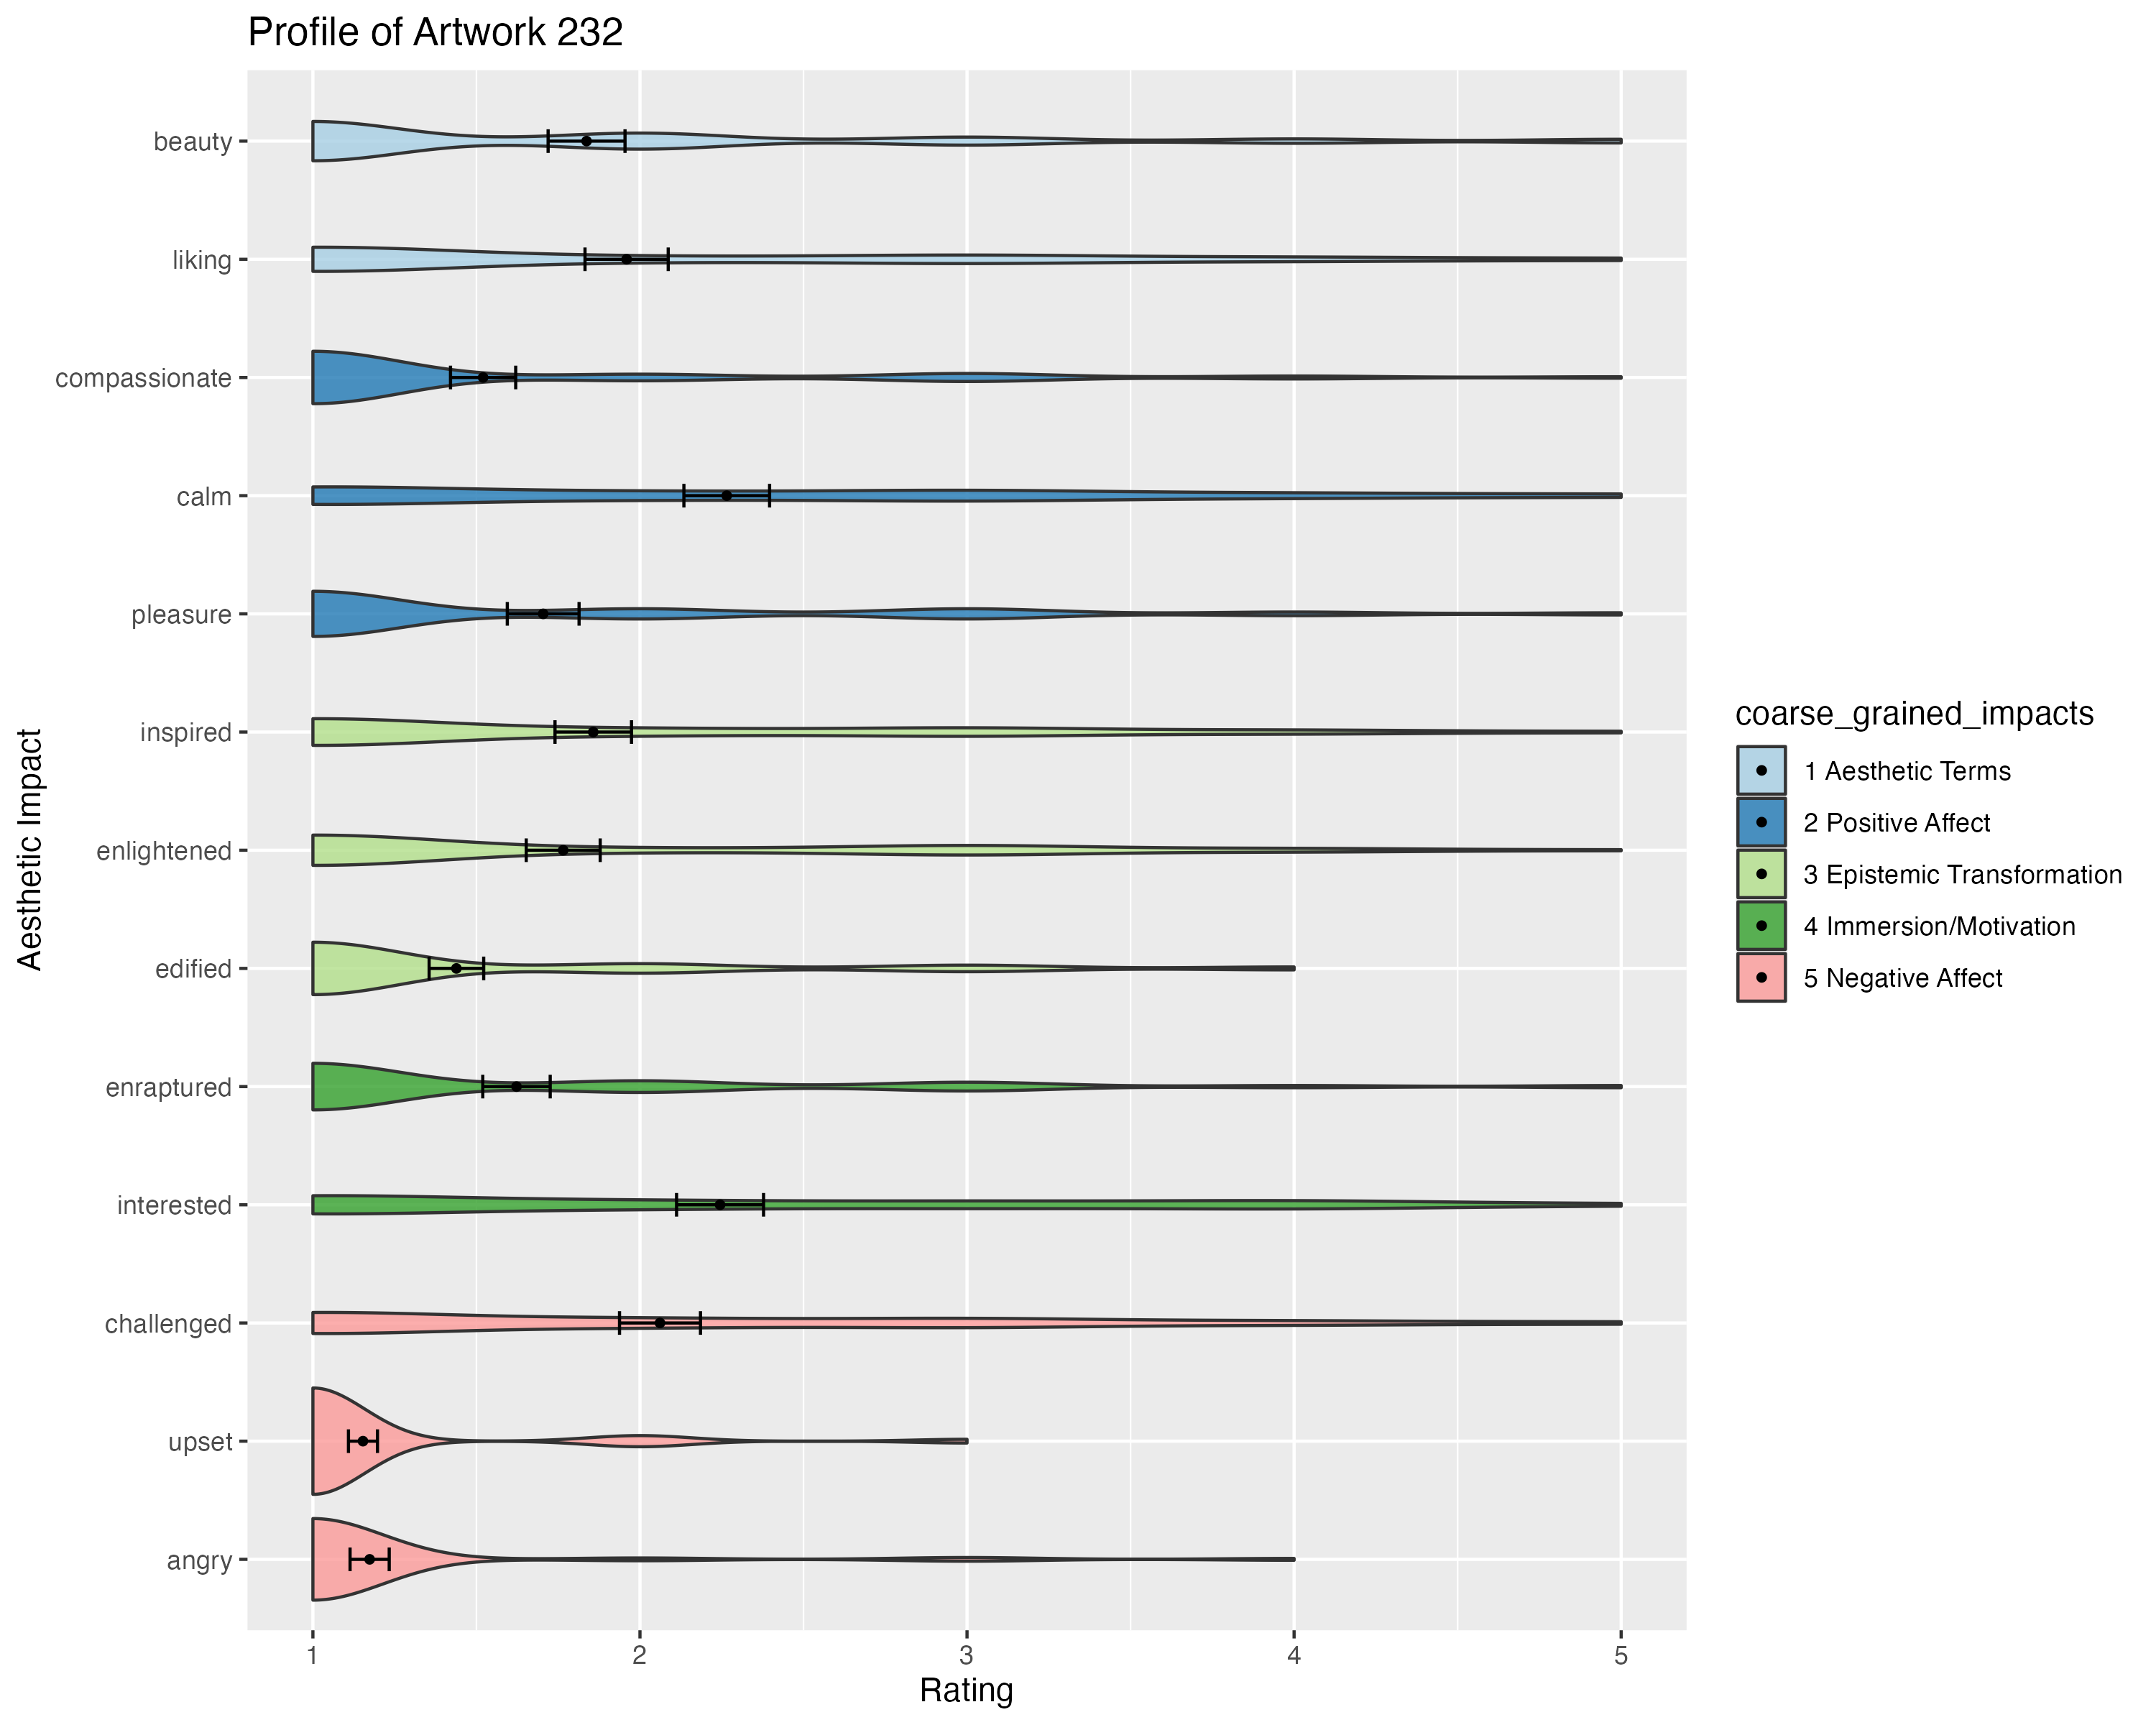 Profile of Artwork 232
beauty
liking
compassionate
calm
pleasure
inspired
enlightened
edified
enraptured
interested
challenged
upset
angry
Aesthetic Impact
1 2 3 4 5
Rating
coarse_grained_impacts
1 Aesthetic Terms
2 Positive Affect
3 Epistemic Transformation
4 Immersion/Motivation
5 Negative Affect